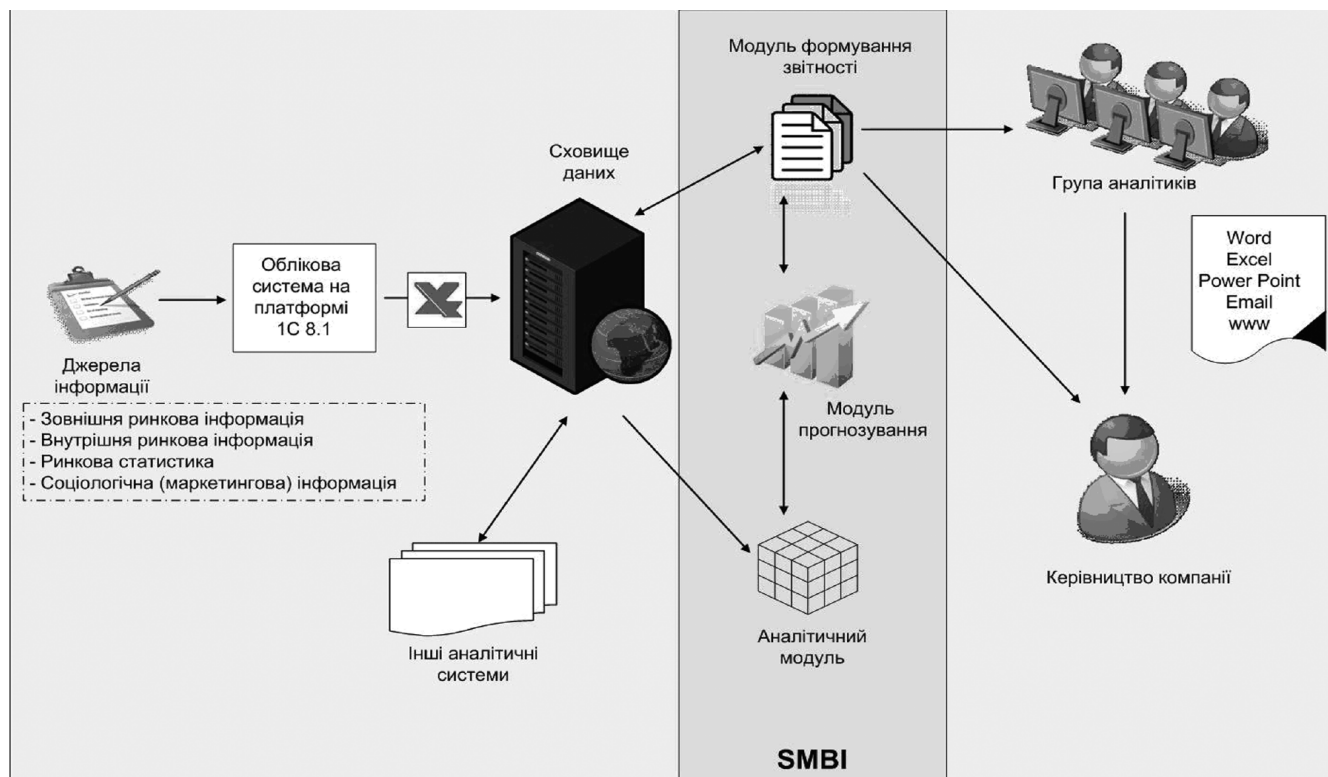 Модуль формування
звітності
Сховище
даних
Група аналітиків
Облікова
система на
платформі
1С 8.1
Word
Excel
Power Point
Email
www
Джерела
інформації
- Зовнішня ринкова інформація
- Внутрішня ринкова інформація
- Ринкова статистика
- Соціологічна (маркетингова) інформація
Модуль
прогнозування
Керівництво компанії
Інші аналітичні
системи
Аналітичний
модуль
SMBI